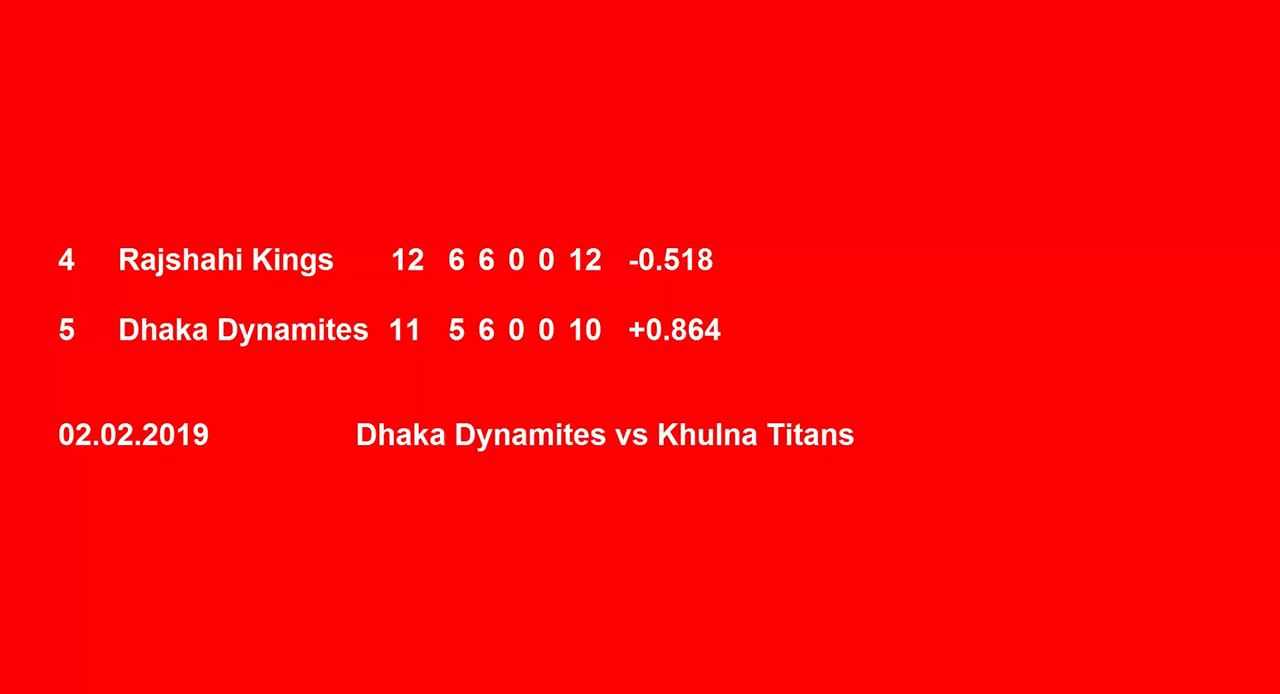 4 Rajshahi Kings 12 6 6 0 0 12 -0.518
5 Dhaka Dynamites 11 5 6 0 0 10 +0.864
02.02.2019 Dhaka Dynamites vs Khulna Titans